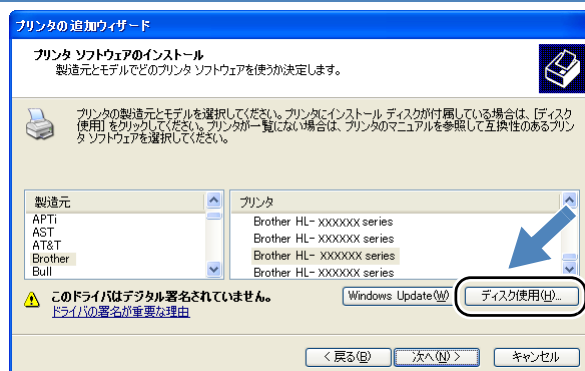 プリンタの追加ウィザード
プリンタ ソフトウェアのインストール
製造元とモデルでどのプリンタ ソフトウェアを使うか決定します。
プリンタの製造元とモデルを選択してください。プリンタにインストール ディスクが付属している場合は、[ディスク
使用] をクリックしてください。プリンタが一覧にない場合は、プリンタのマニュアルを参照して互換性のあるプリン
タ ソフトウェアを選択してください。
製造元
APTi
AST
AT&T
Brother
Bull
プリンタ
Brother HL- XXXXXX series
Brother HL- XXXXXX series
Brother HL- XXXXXX series
Brother HL- XXXXXX series
このドライバはデジタル署名されていません。
ドライバの署名が重要な理由
Windows Update(W)
ディスク使用(H)...
< 戻る(B)
次へ(N) >
キャンセル